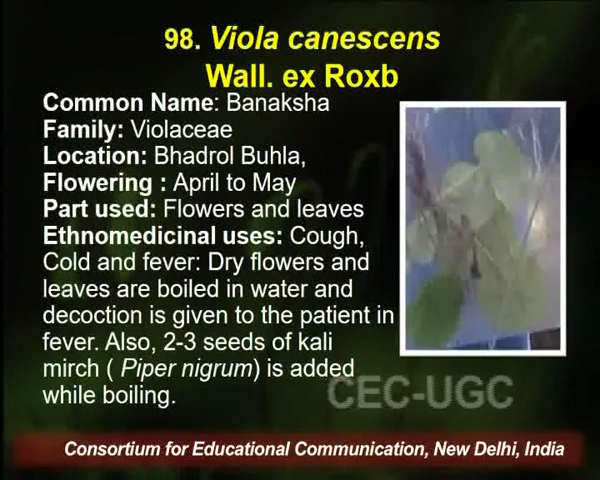 98. Viola canescens
Wall. ex Roxb
Common Name: Banaksha
Family: Violaceae
Location: Bhadrol Buhla,
Flowering : April to May
Part used: Flowers and leaves
Ethnomedicinal uses: Cough,
Cold and fever: Dry flowers and
leaves are boiled in water and
decoction is given to the patient in
fever. Also, 2-3 seeds of kali
mirch ( Piper nigrum) is added
while boiling.
CEC-UGC
Consortium for Educational Communication, New Delhi, India